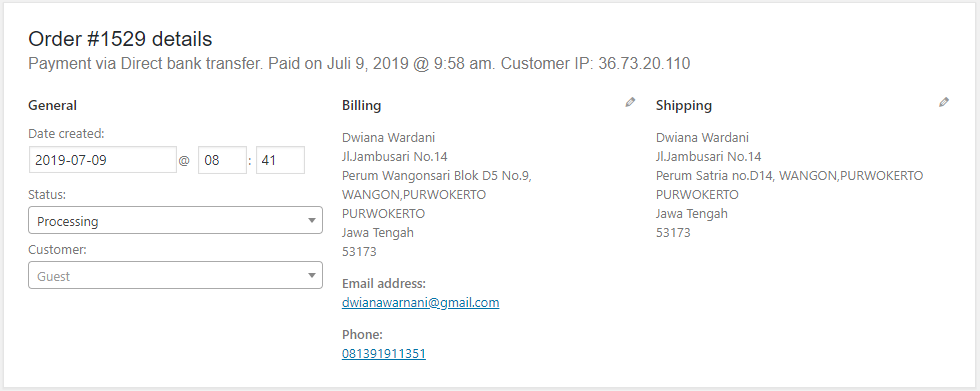 Order #1529 details
Payment via Direct bank transfer. Paid on Juli 9, 2019 @ 9:58 am. Customer IP: 36.73.20.110
General
Date created:
2019-07-09 @ 08 : 41
Status:
Processing
Customer:
Guest
Billing
Dwiana Wardani
Jl.Jambusari No.14
Perum Wangonsari Blok D5 No.9,
WANGON,PURWOKERTO
PURWOKERTO
Jawa Tengah
53173
Email address:
dwianawarnani@gmail.com
Phone:
081391911351
Shipping
Dwiana Wardani
Jl.Jambusari No.14
Perum Satria no.D14, WANGON,PURWOKERTO
PURWOKERTO
Jawa Tengah
53173